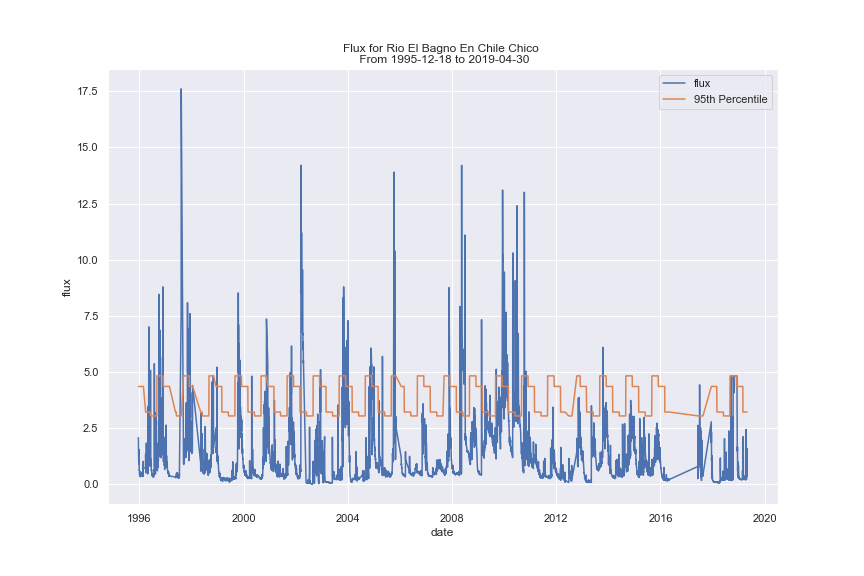 Flux for Rio El Bagno En Chile Chico
From 1995-12-18 to 2019-04-30
flux
95th Percentile
17.5
15.0
12.5
10.0
7.5
5.0
2.5
0.0
flux
1996
2000
2004
2008
2012
2016
2020
date